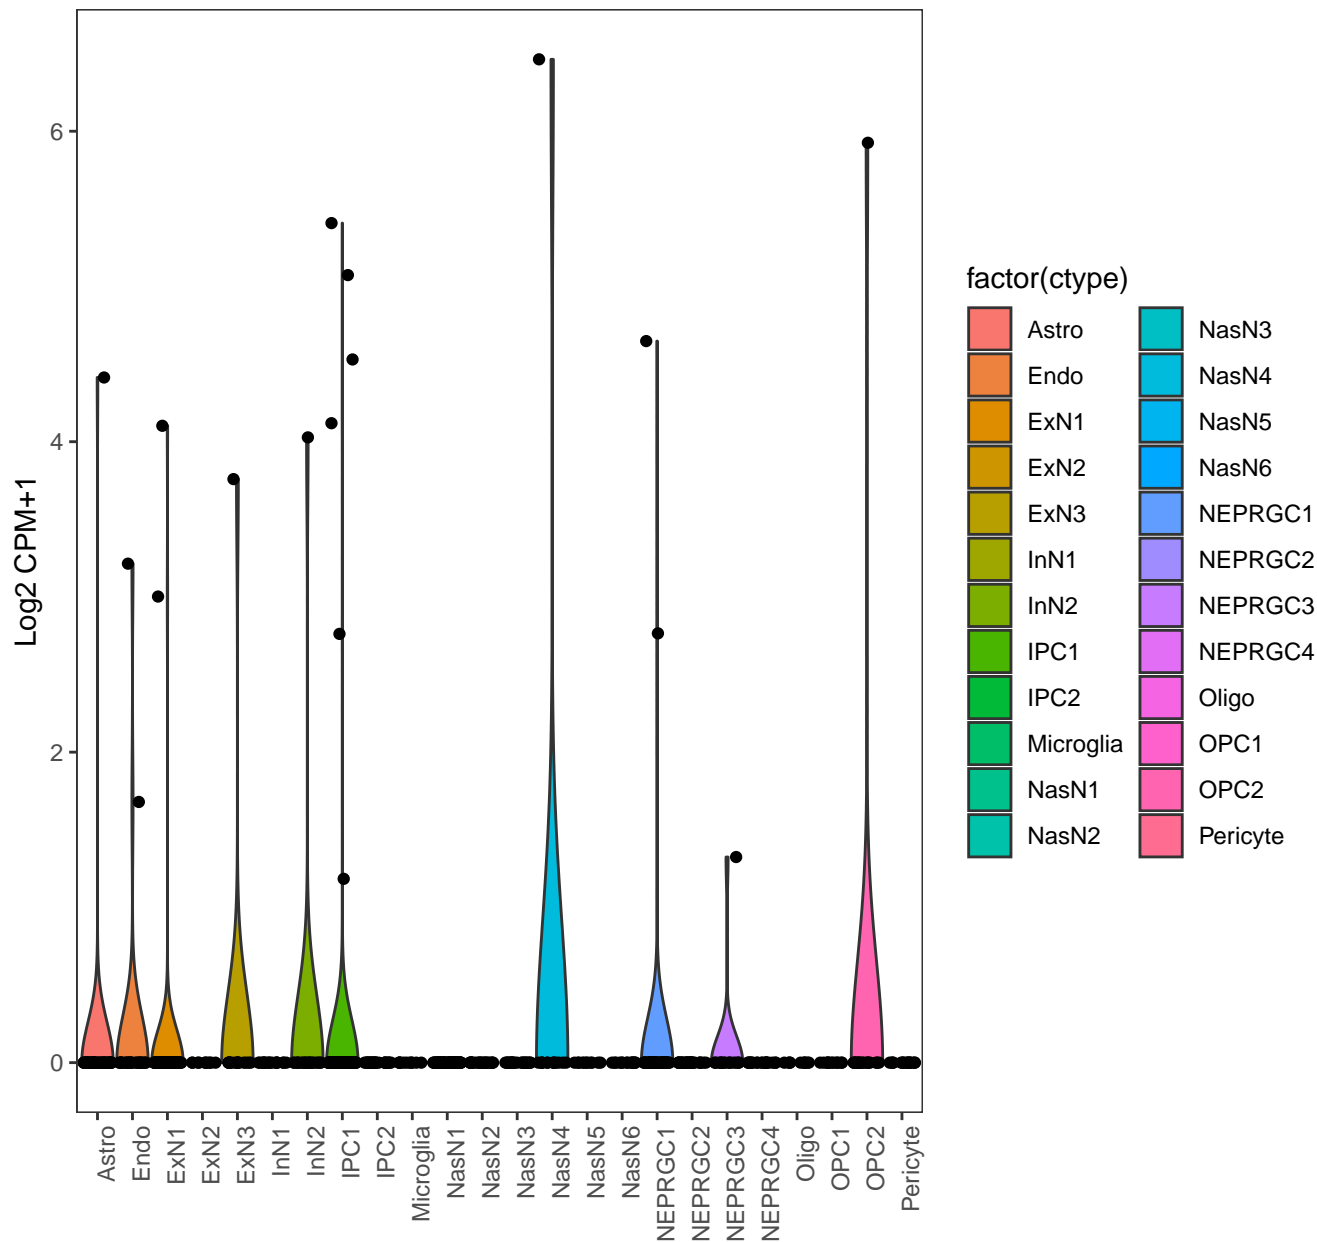 Log2 CPM+1
6
4
2
0
Astro
Endo
ExN1
ExN2
ExN3
InN1
InN2
IPC1
IPC2
Microglia
NasN1
NasN2
NasN3
NasN4
NasN5
NasN6
NEPRGC1
NEPRGC2
NEPRGC3
NEPRGC4
Oligo
OPC1
OPC2
Pericyte
factor(ctype)
Astro
Endo
ExN1
ExN2
ExN3
InN1
InN2
IPC1
IPC2
Microglia
NasN1
NasN2
NasN3
NasN4
NasN5
NasN6
NEPRGC1
NEPRGC2
NEPRGC3
NEPRGC4
Oligo
OPC1
OPC2
Pericyte